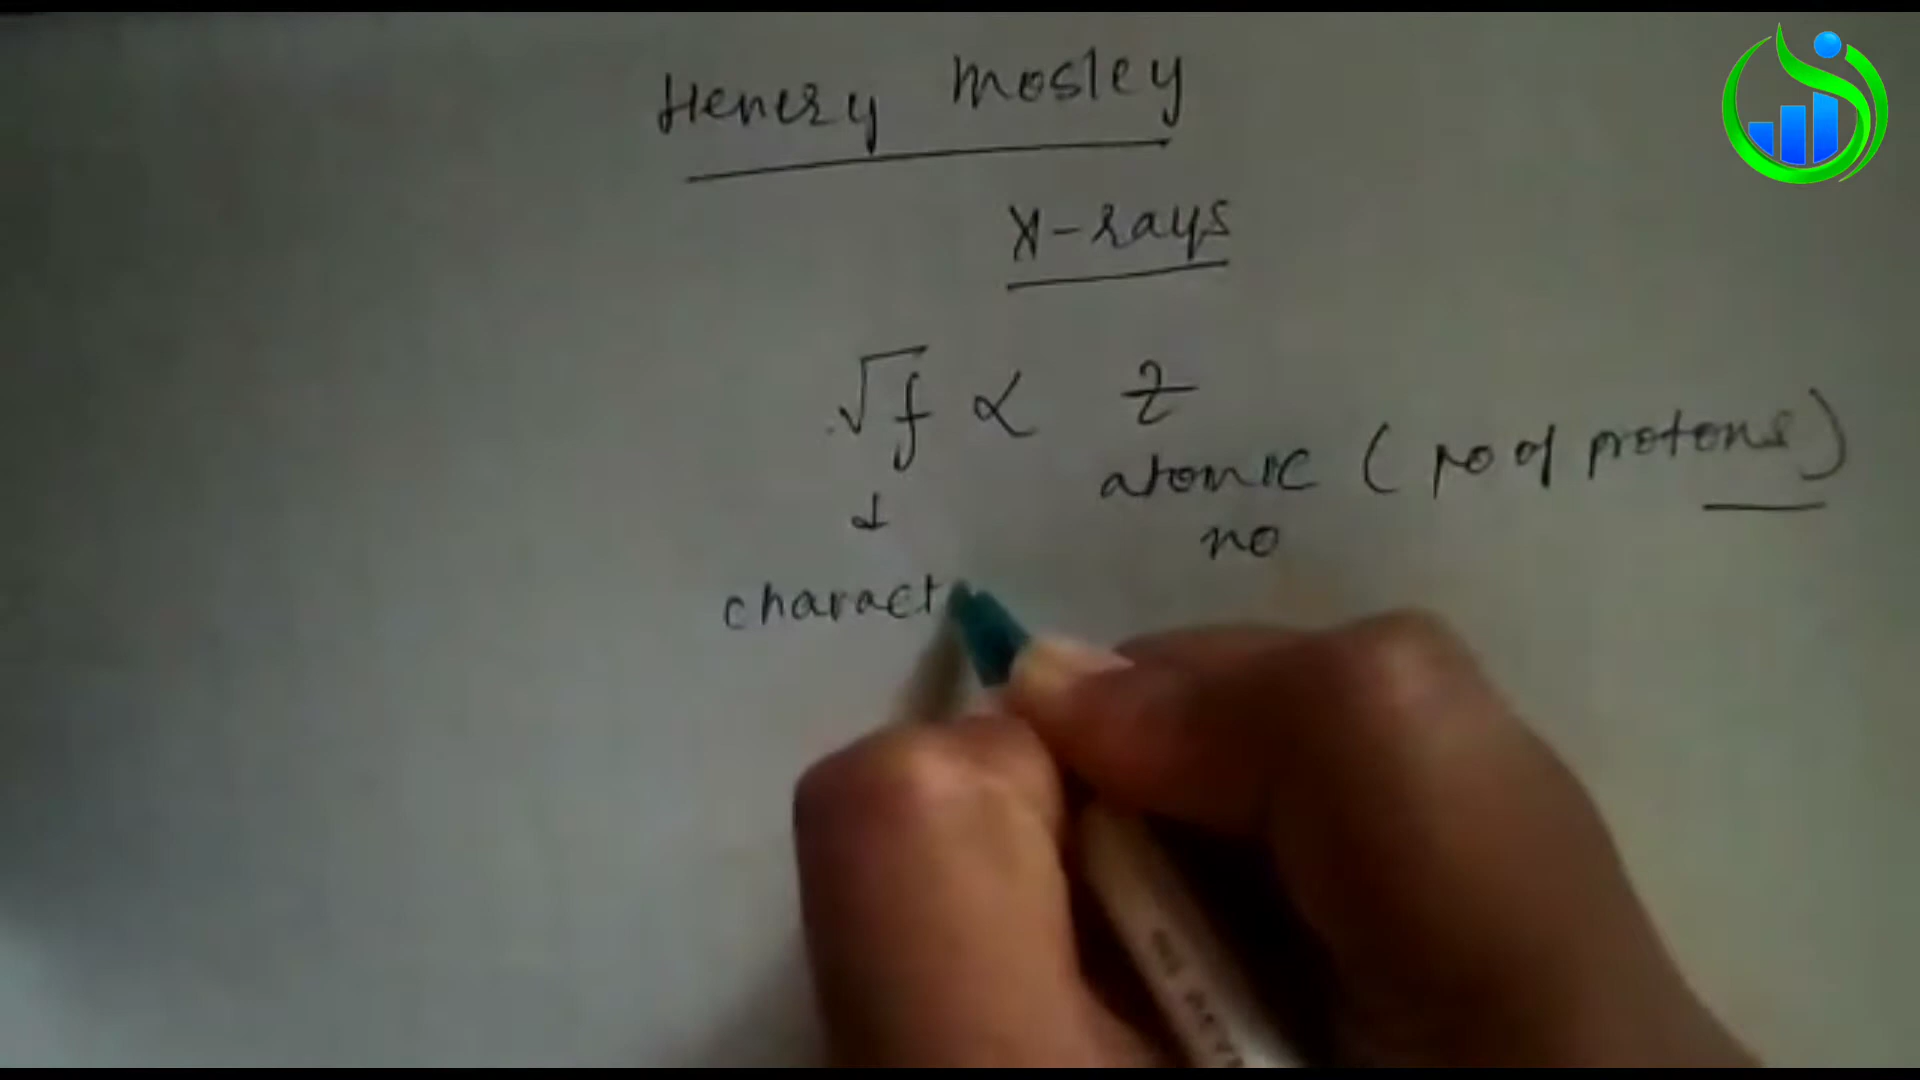 Henery Mosley
X-rays
√f ∝ Z
atomic (no of protons)
no
↓
charact